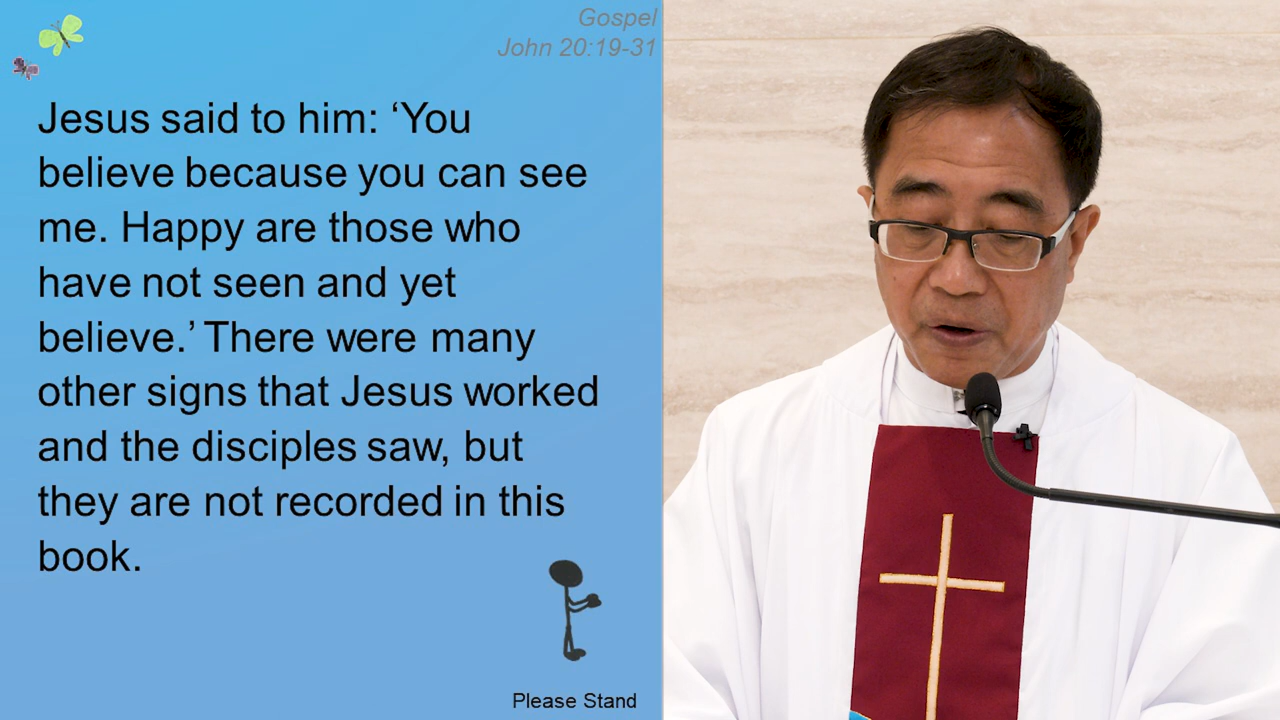 Gospel
John 20:19-31
Jesus said to him: ‘You
believe because you can see
me. Happy are those who
have not seen and yet
believe.’ There were many
other signs that Jesus worked
and the disciples saw, but
they are not recorded in this
book.
Please Stand